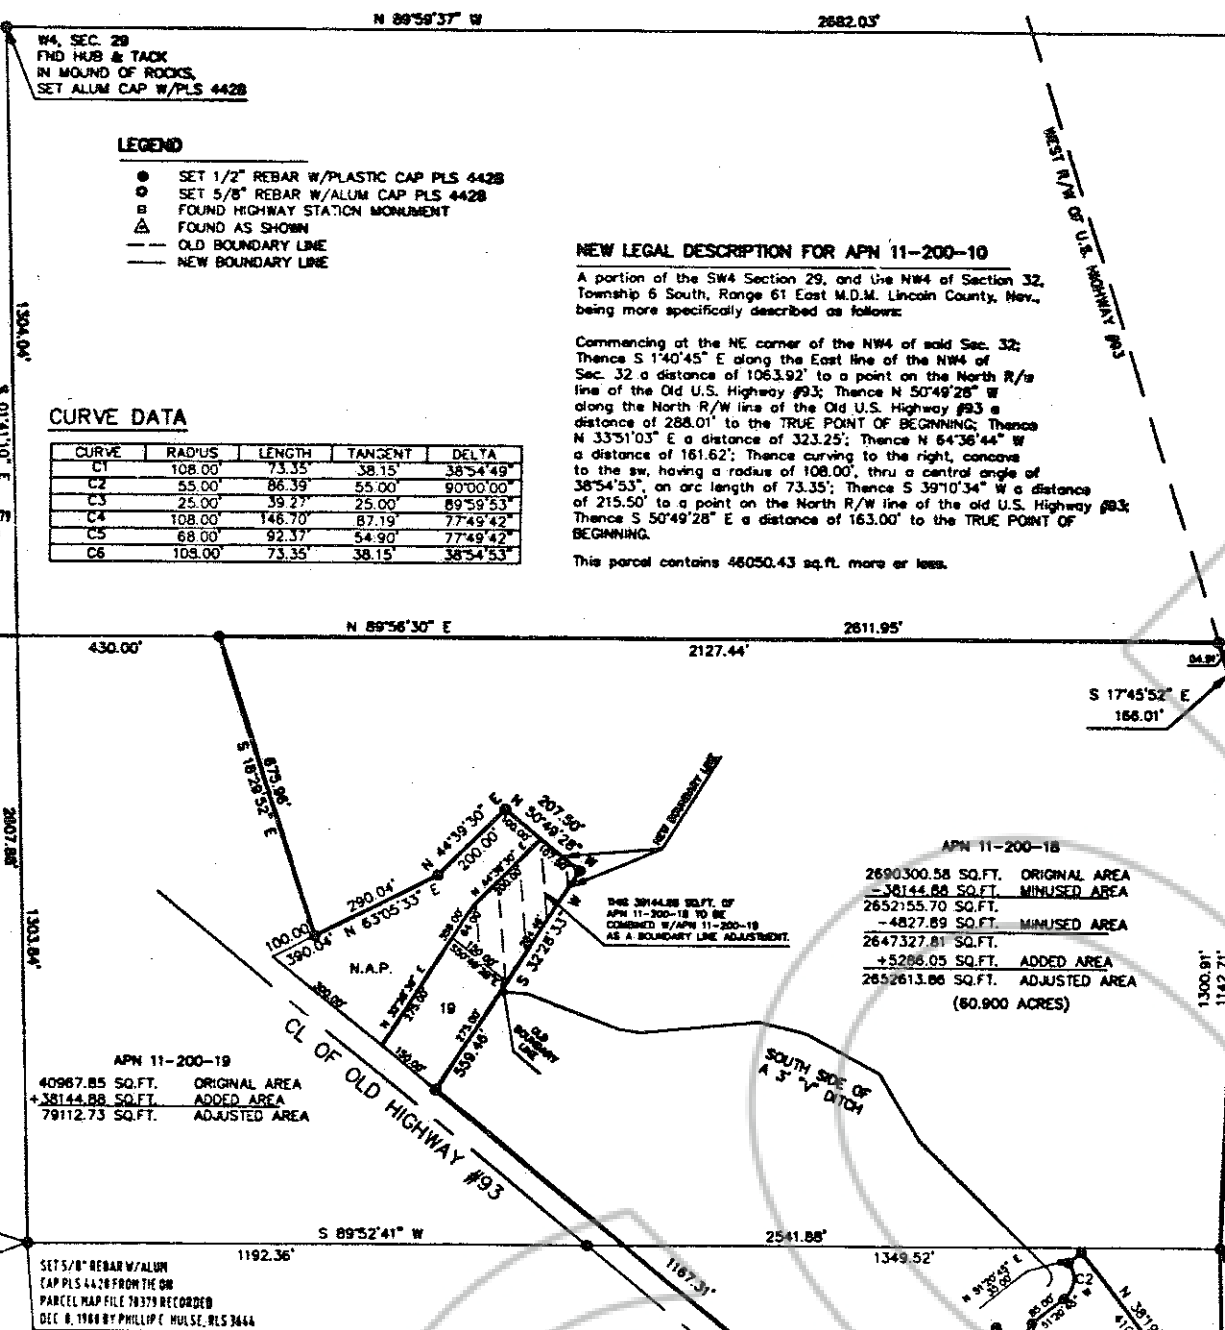 N 89°59'37" W
2682.03'
W4, SEC. 29
FND HUB & TACK
IN MOUND OF ROCKS,
SET ALUM CAP W/PLS 4428
LEGEND
SET 1/2" REBAR W/PLASTIC CAP PLS 4428
SET 5/8" REBAR W/ALUM CAP PLS 4428
FOUND HIGHWAY STATION MONUMENT
FOUND AS SHOWN
OLD BOUNDARY LINE
NEW BOUNDARY LINE
WEST R/W OF U.S. HIGHWAY #93
1304.04'
NEW LEGAL DESCRIPTION FOR APN 11-200-10
A portion of the SW4 Section 29, and the NW4 of Section 32,
Township 6 South, Range 61 East M.D.M. Lincoln County, Nev.,
being more specifically described as follows:
Commencing at the NE corner of the NW4 of said Sec. 32;
Thence S 1°40'45" E along the East line of the NW4 of
Sec. 32 a distance of 1063.92' to a point on the North R/W
line of the Old U.S. Highway #93; Thence N 50°49'28" W
along the North R/W line of the Old U.S. Highway #93 a
distance of 288.01' to the TRUE POINT OF BEGINNING; Thence
N 33°51'03" E a distance of 323.25'; Thence N 64°36'44" W
a distance of 161.62'; Thence curving to the right, concave
to the sw, having a radius of 108.00', thru a central angle of
38°54'53", an arc length of 73.35'; Thence S 39°10'34" W a distance
of 215.50' to a point on the North R/W line of the old U.S. Highway #93;
Thence S 50°49'28" E a distance of 163.00' to the TRUE POINT OF
BEGINNING.
This parcel contains 46050.43 sq.ft. more or less.
CURVE DATA
CURVE RADIUS LENGTH TANGENT DELTA
C1 108.00' 73.35' 38.15' 38°54'49"
C2 55.00' 86.39' 55.00' 90°00'00"
C3 25.00' 39.27' 25.00' 89°59'53"
C4 108.00' 146.70' 87.19' 77°49'42"
C5 68.00' 92.37' 54.90' 77°49'42"
C6 108.00' 73.35' 38.15' 38°54'53"
N 89°56'30" E
2611.95'
430.00'
2127.44'
S 17°45'52" E
166.01'
675.96'
S 18°29'52" E
2607.88'
1303.84'
207.50'
N 50°49'28" W
NEW BOUNDARY LINE
N 44°39'30" E
200.00'
100.00'
107.50'
N 44°39'30" E
200.00'
290.04'
N 63°05'33" E
100.00'
390.04'
N.A.P.
300.00'
275.00'
150.00'
S 32°28'33" W
19
375.00'
559.46'
150.00'
OLD
BOUNDARY
LINE
THIS 38144.88 SQ.FT. OF
APN 11-200-18 TO BE
COMBINED W/APN 11-200-19
AS A BOUNDARY LINE ADJUSTMENT.
APN 11-200-18
2690300.58 SQ.FT. ORIGINAL AREA
-38144.88 SQ.FT. MINUSED AREA
2652155.70 SQ.FT.
-4827.89 SQ.FT. MINUSED AREA
2647327.81 SQ.FT.
+5286.05 SQ.FT. ADDED AREA
2652613.86 SQ.FT. ADJUSTED AREA
(60.900 ACRES)
1300.91'
SOUTH SIDE OF
A 3' "V" DITCH
APN 11-200-19
40967.85 SQ.FT. ORIGINAL AREA
+38144.88 SQ.FT. ADDED AREA
79112.73 SQ.FT. ADJUSTED AREA
CL OF OLD HIGHWAY #93
S 89°52'41" W
1192.36'
2541.88'
1349.52'
1167.31'
SET 5/8" REBAR W/ALUM
CAP PLS 4428 FROM TIE ON
PARCEL MAP FILE 78379 RECORDED
DEC 8, 1988 BY PHILLIP C HULSE, RLS 3644
N 51°20'45" E
35.00'
C2